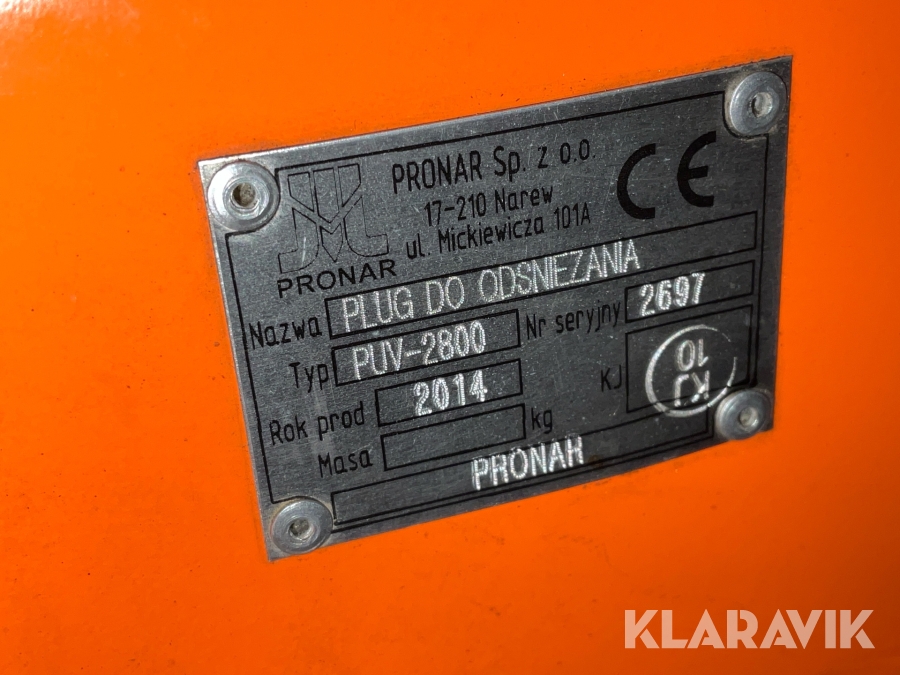 PRONAR Sp. z o.o.
17-210 Narew
ul. Mickiewicza 101A
CE
PRONAR
Nazwa PLUG DO ODSNIEZANIA
Typ PUV-2800 Nr seryjny 2697
Rok prod 2014 KJ KJ 10
Masa kg
PRONAR
KLARAVIK